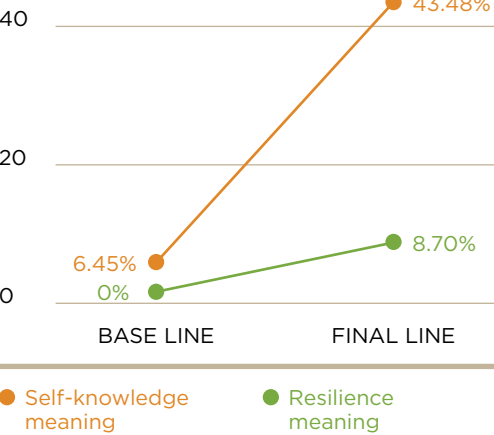 40
43.48%
20
6.45%
8.70%
0%
0
BASE LINE
FINAL LINE
Self-knowledge
meaning
Resilience
meaning